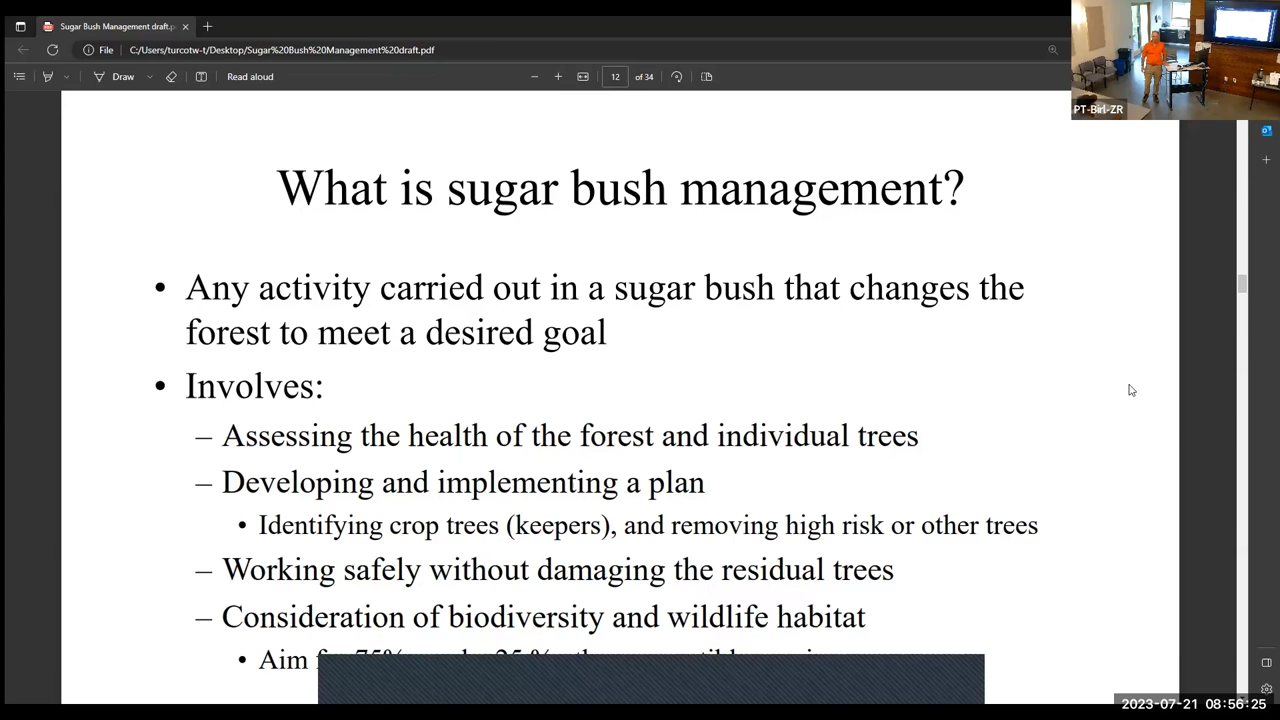 Sugar Bush Management draft.p
File
C:/Users/turcotw-t/Desktop/Sugar%20Bush%20Management%20draft.pdf
Draw
Read aloud
12 of 34
PT-Birl-ZR
What is sugar bush management?
• Any activity carried out in a sugar bush that changes the
forest to meet a desired goal
• Involves:
– Assessing the health of the forest and individual trees
– Developing and implementing a plan
• Identifying crop trees (keepers), and removing high risk or other trees
– Working safely without damaging the residual trees
– Consideration of biodiversity and wildlife habitat
• Aim
2023-07-21 08:56:25